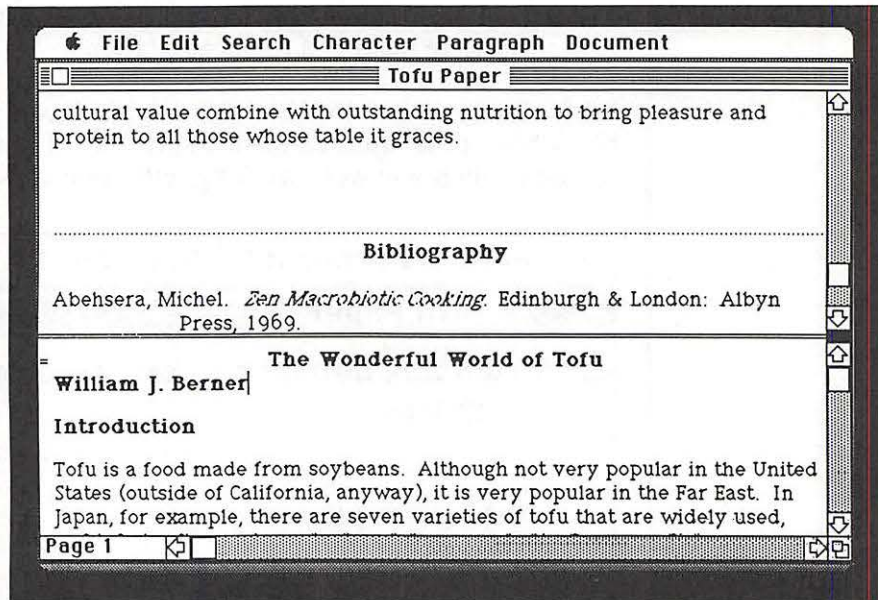 File Edit Search Character Paragraph Document
Tofu Paper
cultural value combine with outstanding nutrition to bring pleasure and
protein to all those whose table it graces.
Bibliography
Abehsera, Michel. Zen Macrobiotic Cooking. Edinburgh & London: Albyn
Press, 1969.
=
The Wonderful World of Tofu
William J. Berner
Introduction
Tofu is a food made from soybeans. Although not very popular in the United
States (outside of California, anyway), it is very popular in the Far East. In
Japan, for example, there are seven varieties of tofu that are widely used,
Page 1